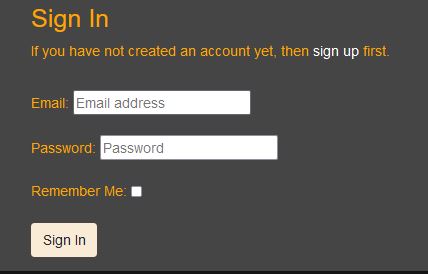 Sign In
If you have not created an account yet, then sign up first.
Email: Email address
Password: Password
Remember Me:
Sign In